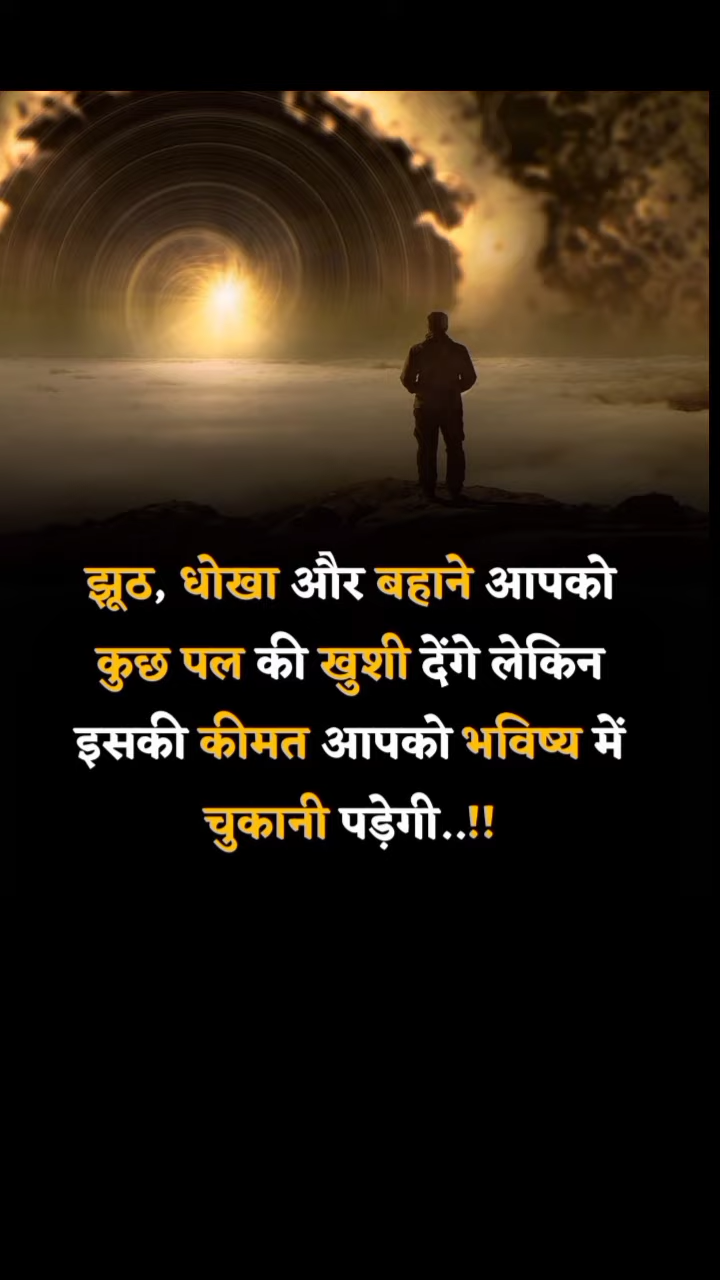 झूठ, धोखा और बहाने आपको
कुछ पल की खुशी देंगे लेकिन
इसकी कीमत आपको भविष्य में
चुकानी पड़ेगी..!!